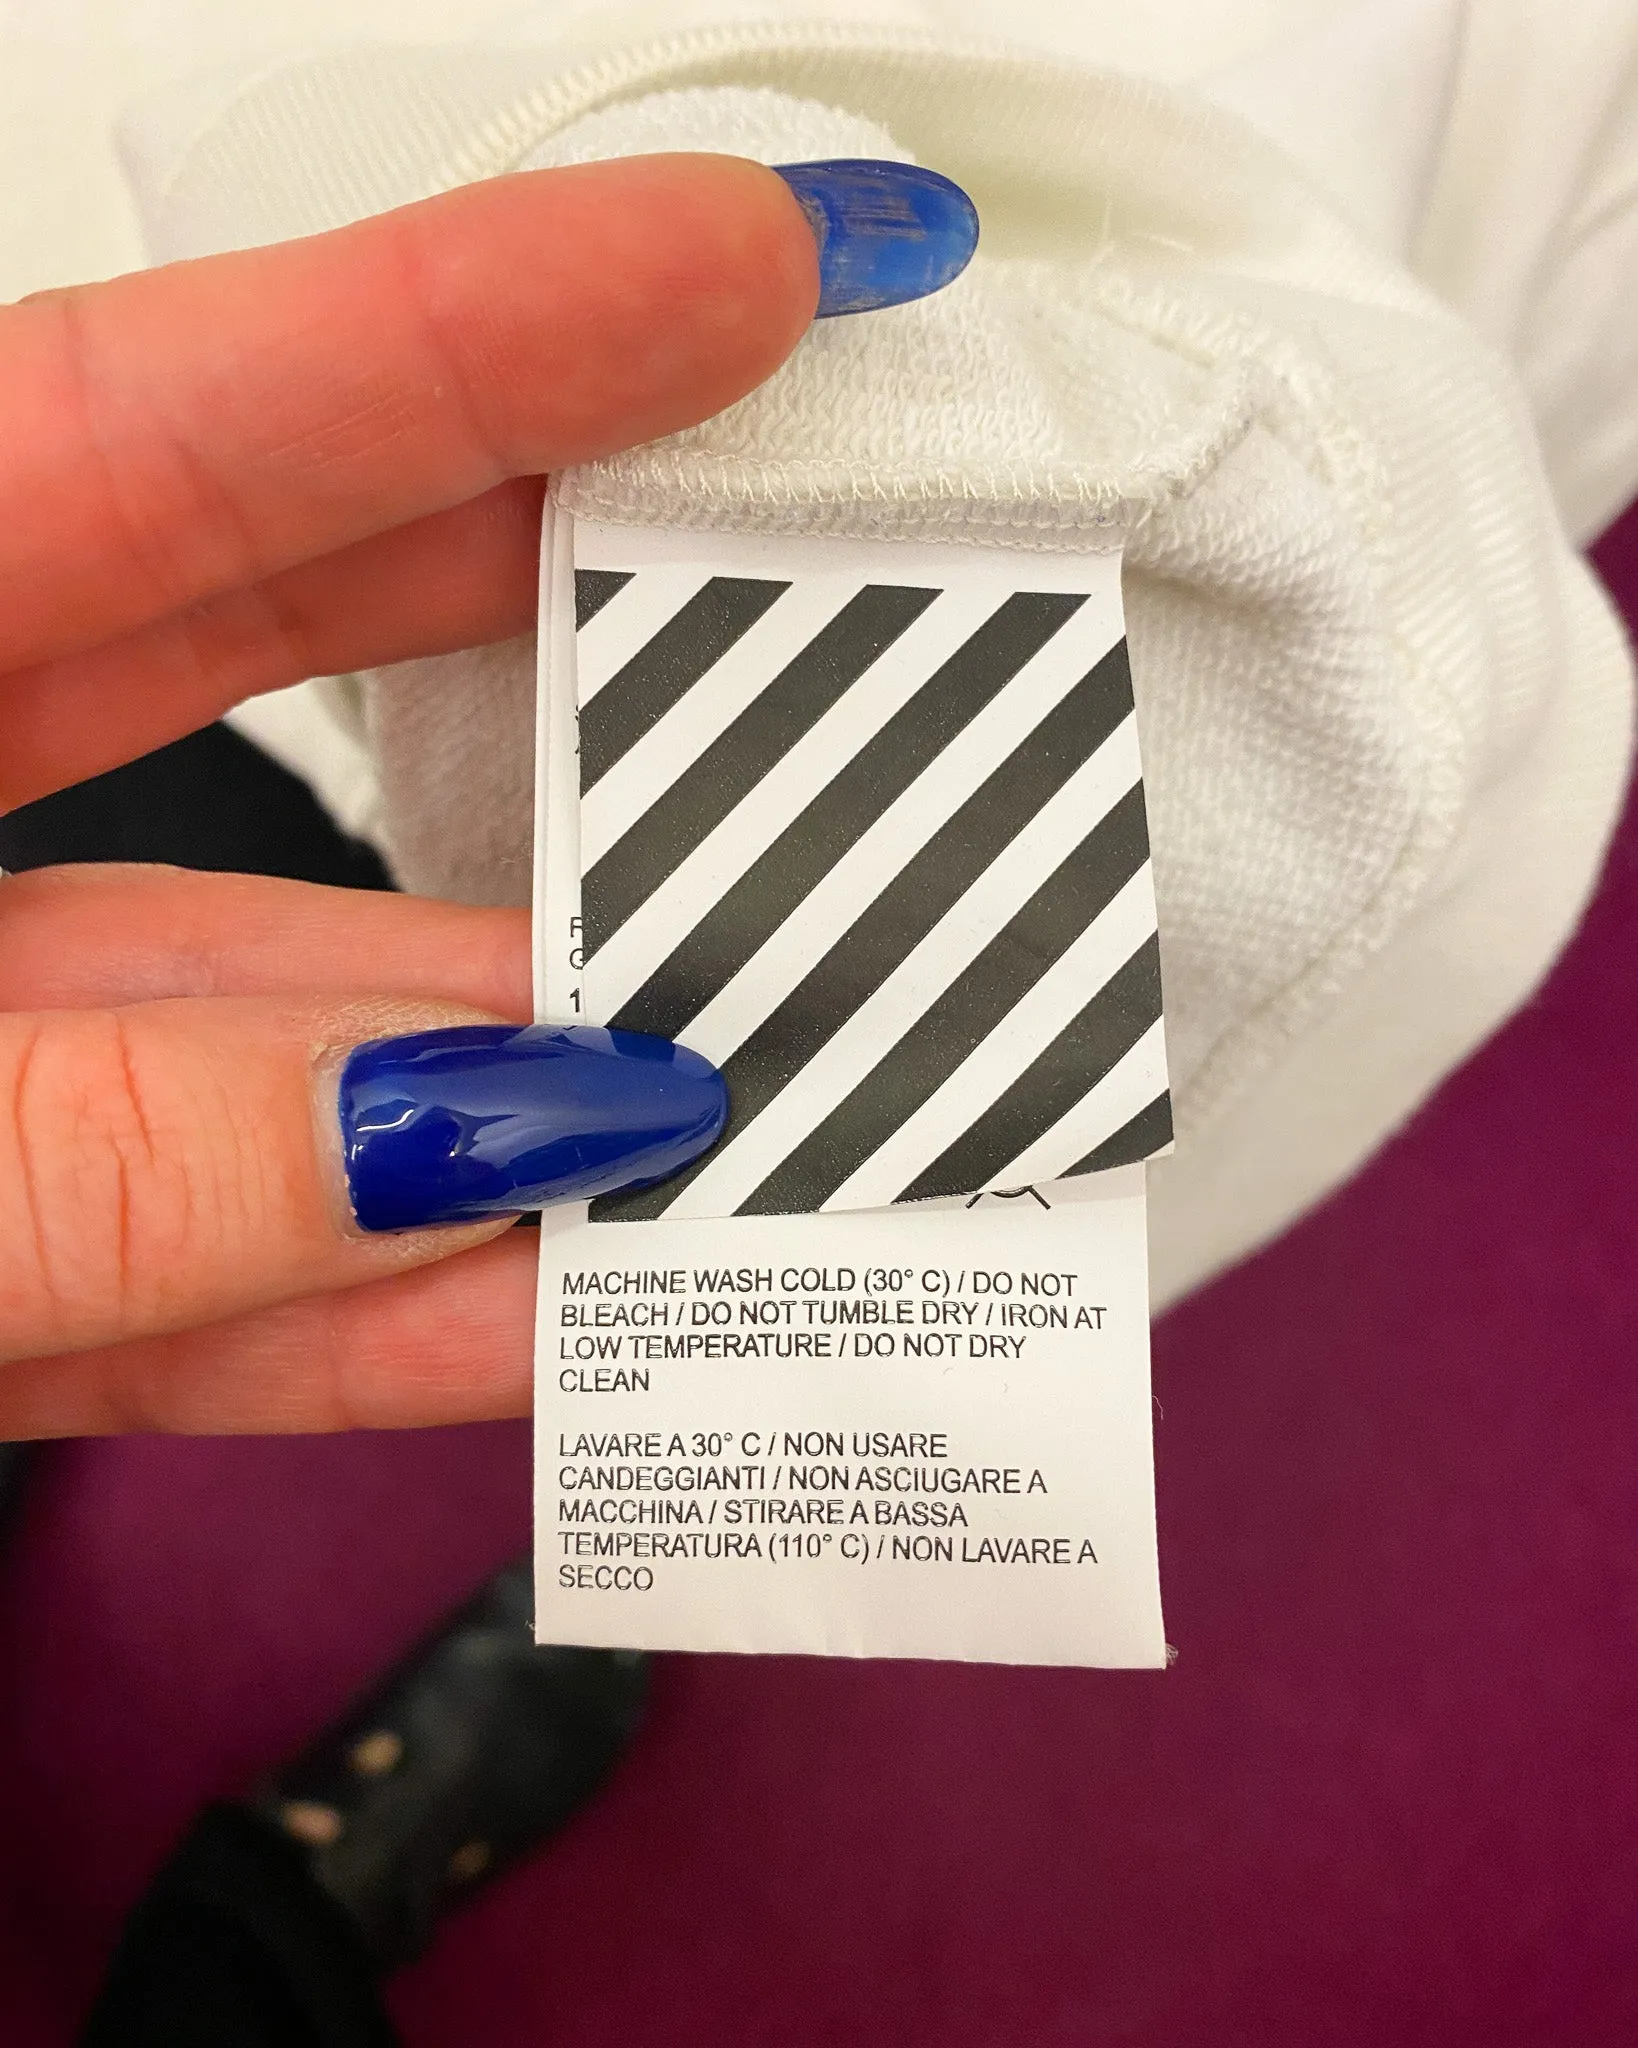 MACHINE WASH COLD (30° C) / DO NOT
BLEACH / DO NOT TUMBLE DRY / IRON AT
LOW TEMPERATURE / DO NOT DRY
CLEAN
LAVARE A 30° C / NON USARE
CANDEGGIANTI / NON ASCIUGARE A
MACCHINA / STIRARE A BASSA
TEMPERATURA (110° C) / NON LAVARE A
SECCO